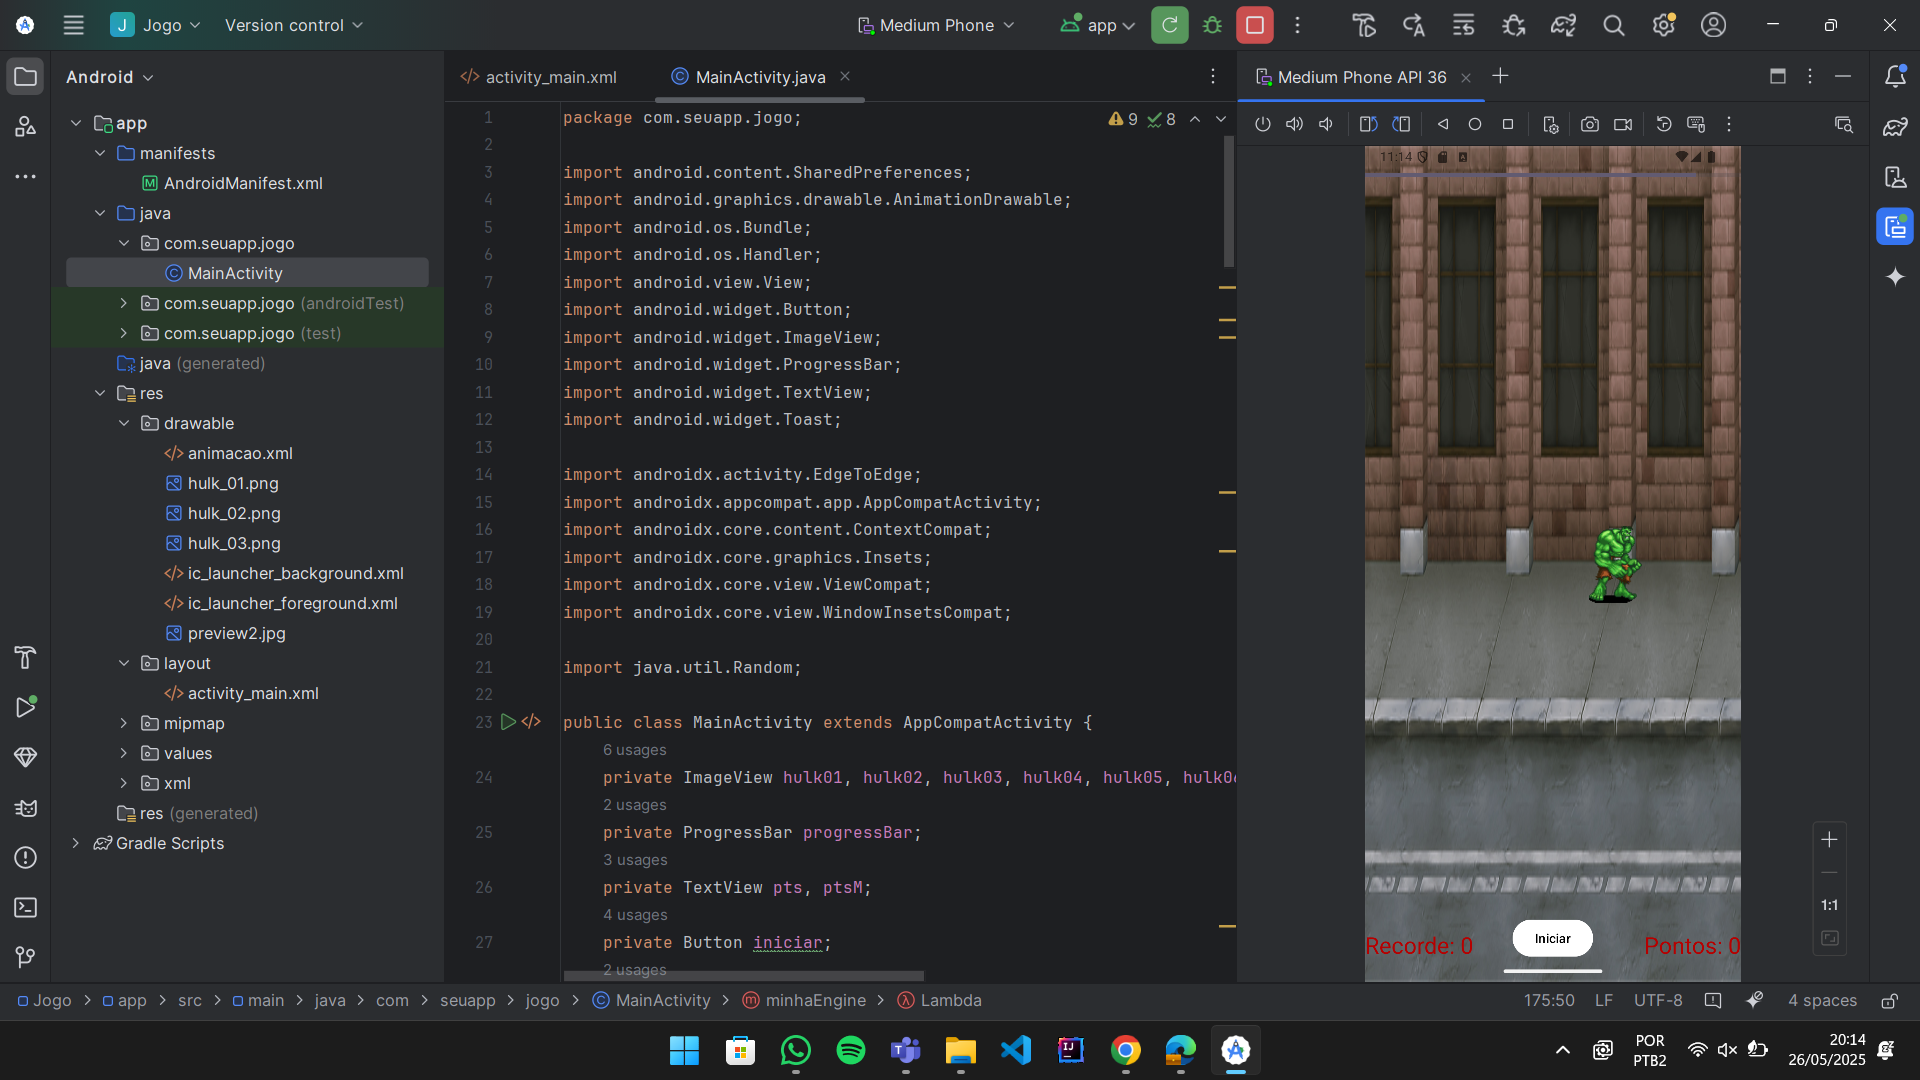 J Jogo Version control Medium Phone app
Android
app
manifests
AndroidManifest.xml
java
com.seuapp.jogo
MainActivity
com.seuapp.jogo (androidTest)
com.seuapp.jogo (test)
java (generated)
res
drawable
animacao.xml
hulk_01.png
hulk_02.png
hulk_03.png
ic_launcher_background.xml
ic_launcher_foreground.xml
preview2.jpg
layout
activity_main.xml
mipmap
values
xml
res (generated)
Gradle Scripts
activity_main.xml MainActivity.java
9 8
1 package com.seuapp.jogo;
2
3 import android.content.SharedPreferences;
4 import android.graphics.drawable.AnimationDrawable;
5 import android.os.Bundle;
6 import android.os.Handler;
7 import android.view.View;
8 import android.widget.Button;
9 import android.widget.ImageView;
10 import android.widget.ProgressBar;
11 import android.widget.TextView;
12 import android.widget.Toast;
13
14 import androidx.activity.EdgeToEdge;
15 import androidx.appcompat.app.AppCompatActivity;
16 import androidx.core.content.ContextCompat;
17 import androidx.core.graphics.Insets;
18 import androidx.core.view.ViewCompat;
19 import androidx.core.view.WindowInsetsCompat;
20
21 import java.util.Random;
22
23 public class MainActivity extends AppCompatActivity {
6 usages
24 private ImageView hulk01, hulk02, hulk03, hulk04, hulk05, hulk06
2 usages
25 private ProgressBar progressBar;
3 usages
26 private TextView pts, ptsM;
4 usages
27 private Button iniciar;
2 usages
Medium Phone API 36
11:14
Recorde: 0 Iniciar Pontos: 0
1:1
Jogo app src main java com seuapp jogo MainActivity minhaEngine Lambda
175:50 LF UTF-8 4 spaces
POR
PTB2
20:14
26/05/2025